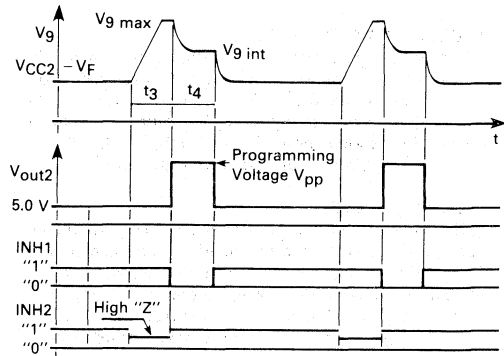 V9
V9 max
V9 int
VCC2 – VF
t3
t4
t
Vout2
Programming
Voltage Vpp
5.0 V
INH1
"1"
"0"
INH2
High "Z"
"1"
"0"